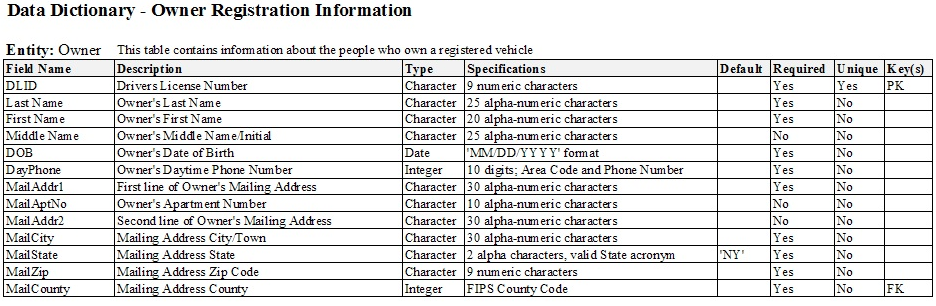 Data Dictionary - Owner Registration Information
Entity: Owner This table contains information about the people who own a registered vehicle
Field Name Description Type Specifications Default Required Unique Key(s)
DLID Drivers License Number Character 9 numeric characters Yes Yes PK
Last Name Owner's Last Name Character 25 alpha-numeric characters Yes No
First Name Owner's First Name Character 20 alpha-numeric characters Yes No
Middle Name Owner's Middle Name/Initial Character 25 alpha-numeric characters No No
DOB Owner's Date of Birth Date 'MM/DD/YYYY' format Yes No
DayPhone Owner's Daytime Phone Number Integer 10 digits; Area Code and Phone Number Yes No
MailAddr1 First line of Owner's Mailing Address Character 30 alpha-numeric characters Yes No
MailAptNo Owner's Apartment Number Character 10 alpha-numeric characters No No
MailAddr2 Second line of Owner's Mailing Address Character 30 alpha-numeric characters No No
MailCity Mailing Address City/Town Character 30 alpha-numeric characters Yes No
MailState Mailing Address State Character 2 alpha characters, valid State acronym 'NY' Yes No
MailZip Mailing Address Zip Code Character 9 numeric characters Yes No
MailCounty Mailing Address County Integer FIPS County Code Yes No FK